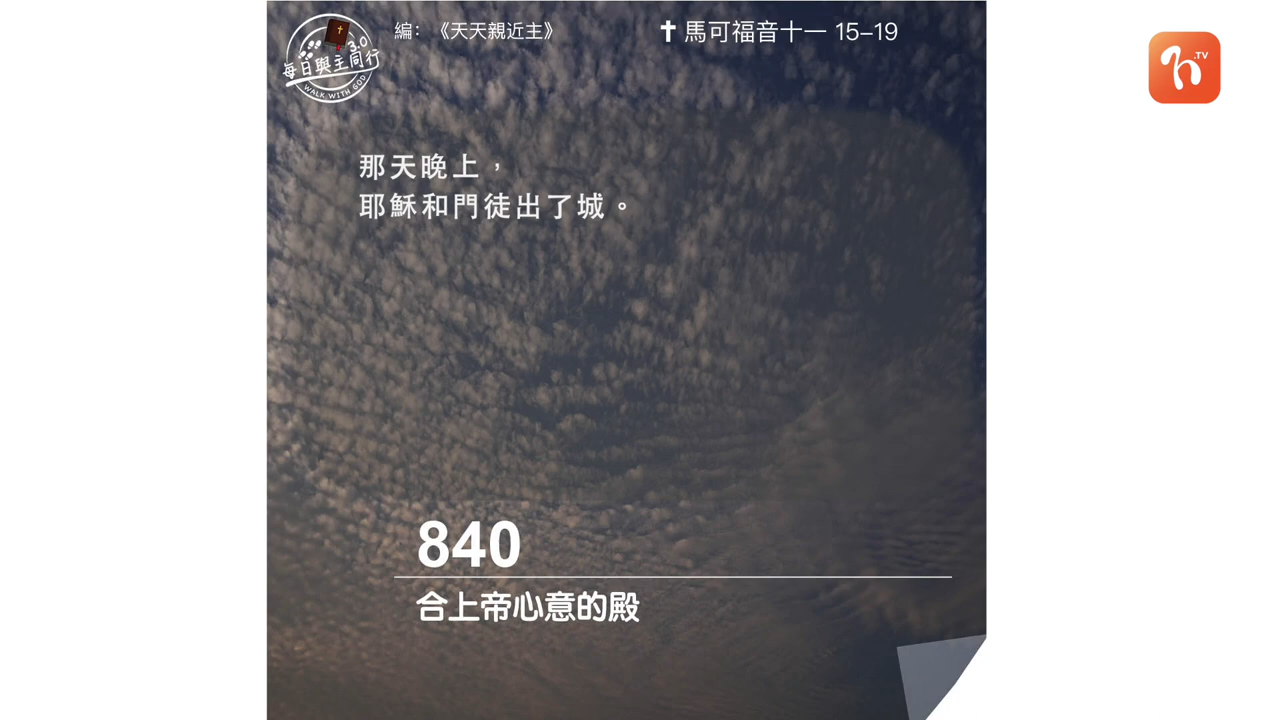 每日與主同行 3.0
WALK WITH GOD
編：《天天親近主》
✝ 馬可福音十一 15-19
h.TV
那天晚上，
耶穌和門徒出了城。
840
合上帝心意的殿